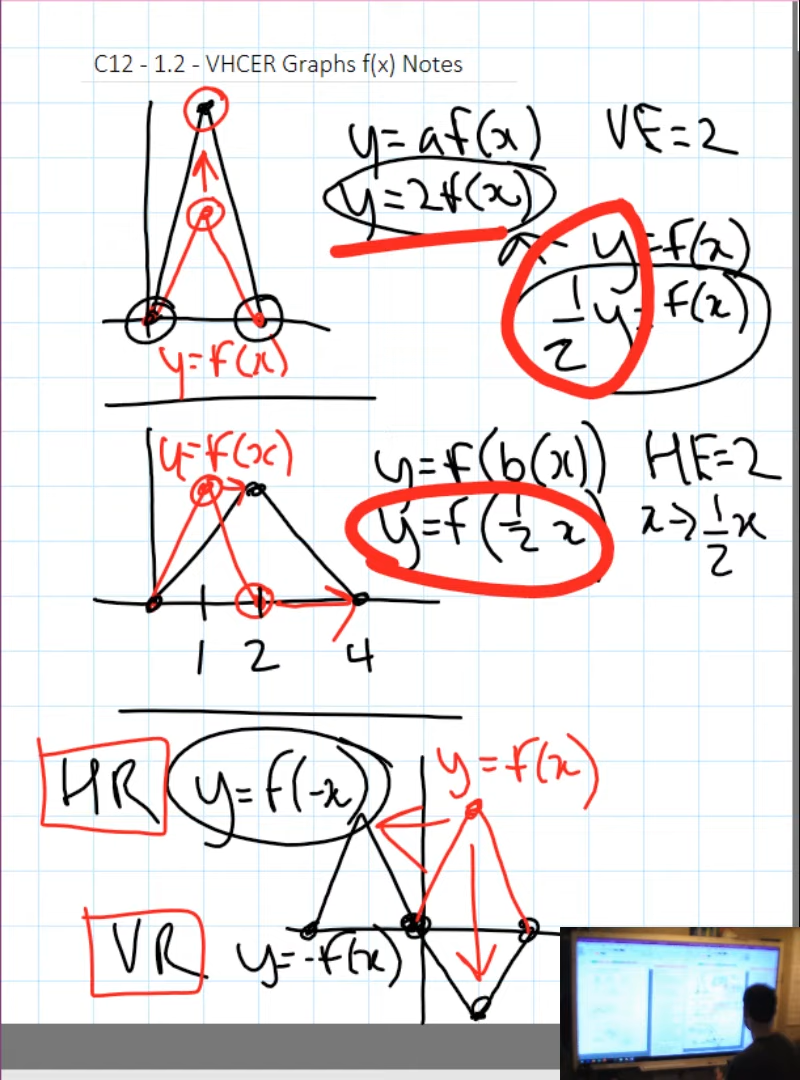 C12 - 1.2 - VHCER Graphs f(x) Notes
y=af(x) VE=2
y=2f(x)
y=f(x)
1/2 y=f(x)
y=f(x)
y=f(x)
y=f(b(x)) HE=2
y=f(1/2 x) x→1/2x
1 2 4
HR y=f(-x) y=f(x)
VR y=-f(x)